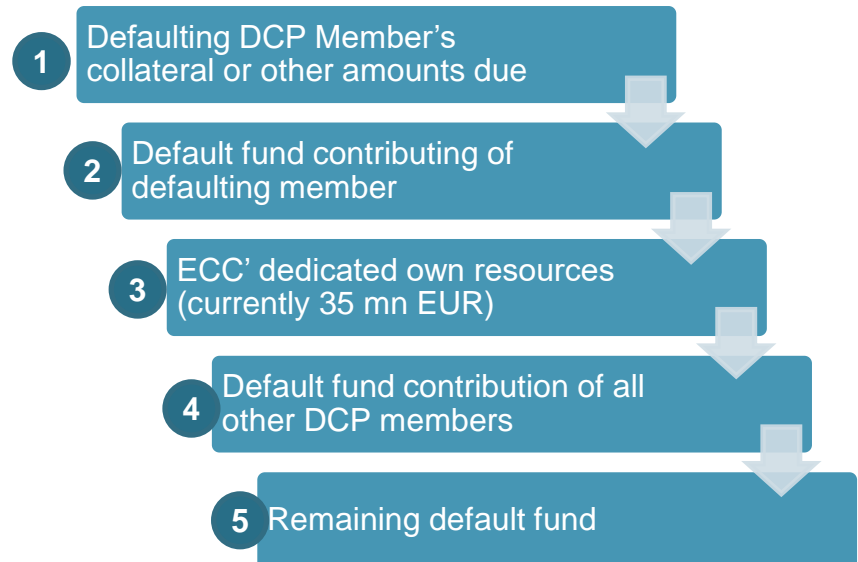 1
Defaulting DCP Member's
collateral or other amounts due
2
Default fund contributing of
defaulting member
3
ECC' dedicated own resources
(currently 35 mn EUR)
4
Default fund contribution of all
other DCP members
5
Remaining default fund